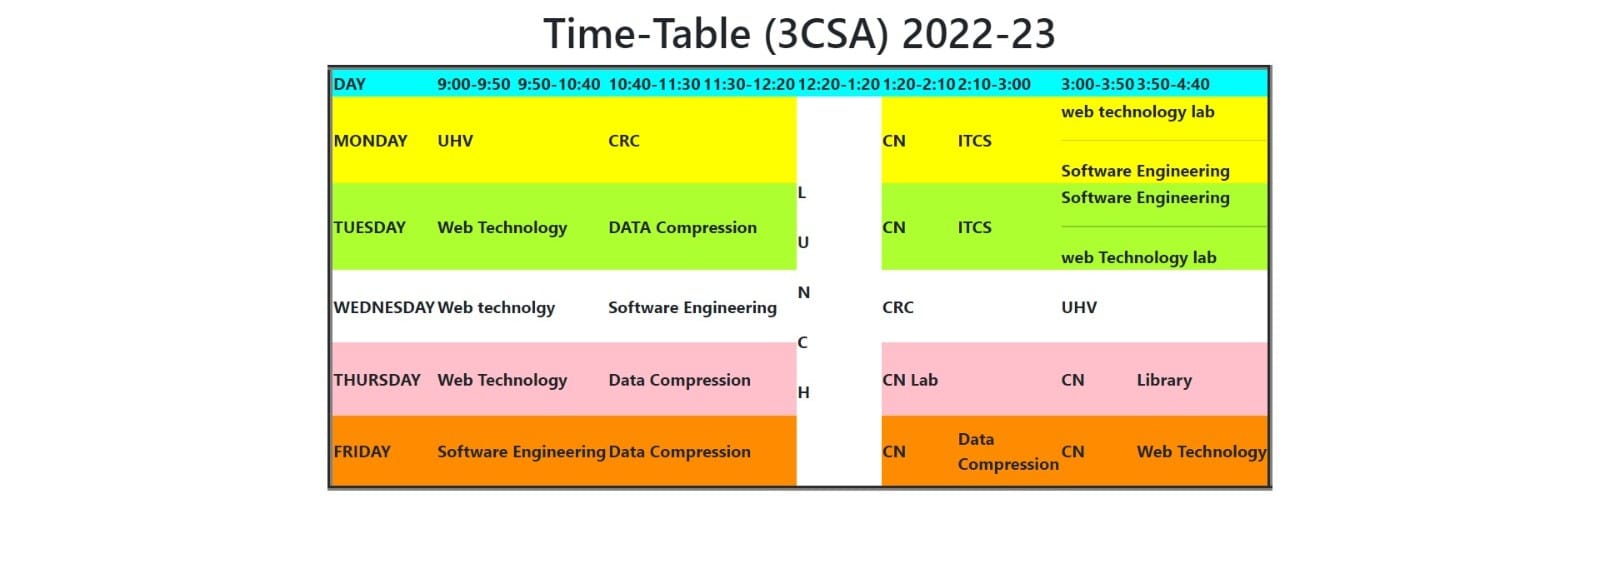 Time-Table (3CSA) 2022-23
DAY 9:00-9:50 9:50-10:40 10:40-11:30 11:30-12:20 12:20-1:20 1:20-2:10 2:10-3:00 3:00-3:50 3:50-4:40
MONDAY UHV CRC CN ITCS web technology lab
Software Engineering
TUESDAY Web Technology DATA Compression CN ITCS Software Engineering
web Technology lab
L
U
N
C
H
WEDNESDAY Web technolgy Software Engineering CRC UHV
THURSDAY Web Technology Data Compression CN Lab CN Library
FRIDAY Software Engineering Data Compression CN Data Compression CN Web Technology